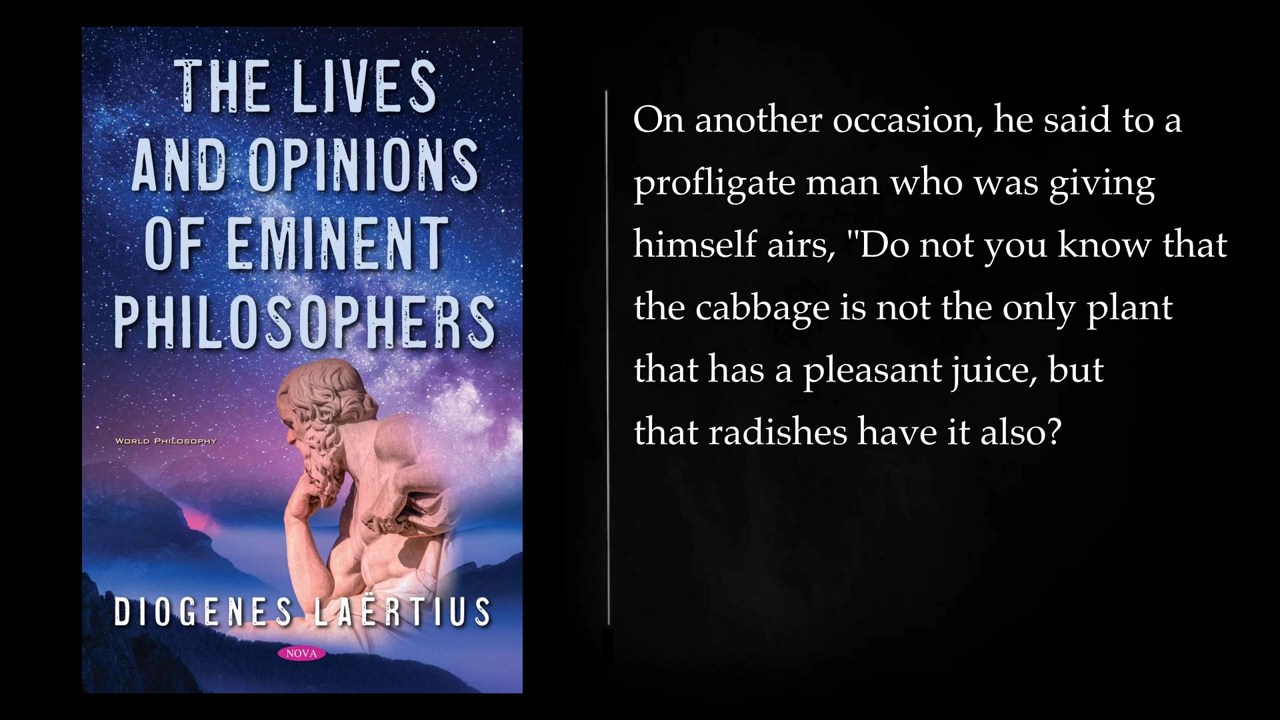 THE LIVES
AND OPINIONS
OF EMINENT
PHILOSOPHERS
WORLD PHILOSOPHY
DIOGENES LAËRTIUS
NOVA
On another occasion, he said to a
profligate man who was giving
himself airs, "Do not you know that
the cabbage is not the only plant
that has a pleasant juice, but
that radishes have it also?